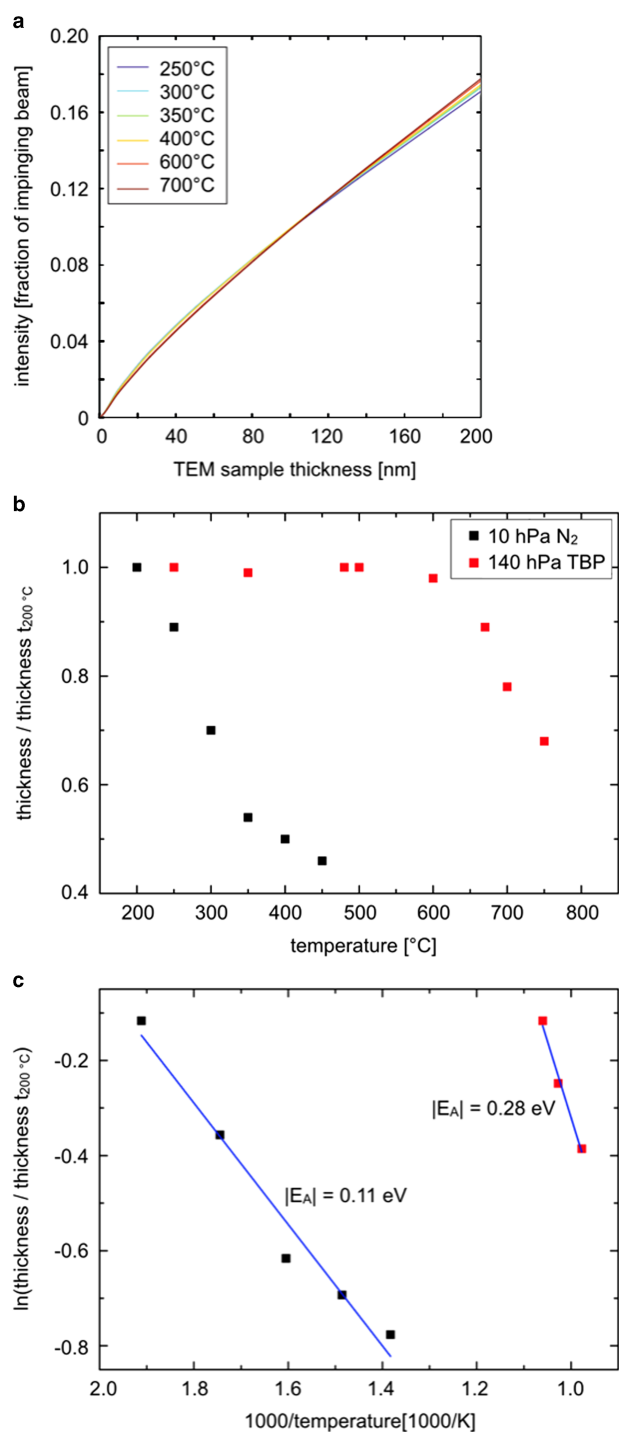 a
0.20
0.16
0.12
0.08
0.04
0
250°C
300°C
350°C
400°C
600°C
700°C
intensity [fraction of impinging beam]
0 40 80 120 160 200
TEM sample thickness [nm]
b
1.0
0.8
0.6
0.4
10 hPa N₂
140 hPa TBP
thickness / thickness t₂₀₀ °C
200 300 400 500 600 700 800
temperature [°C]
c
-0.2
-0.4
-0.6
-0.8
|E_A| = 0.28 eV
|E_A| = 0.11 eV
ln(thickness / thickness t₂₀₀ °C)
2.0 1.8 1.6 1.4 1.2 1.0
1000/temperature[1000/K]